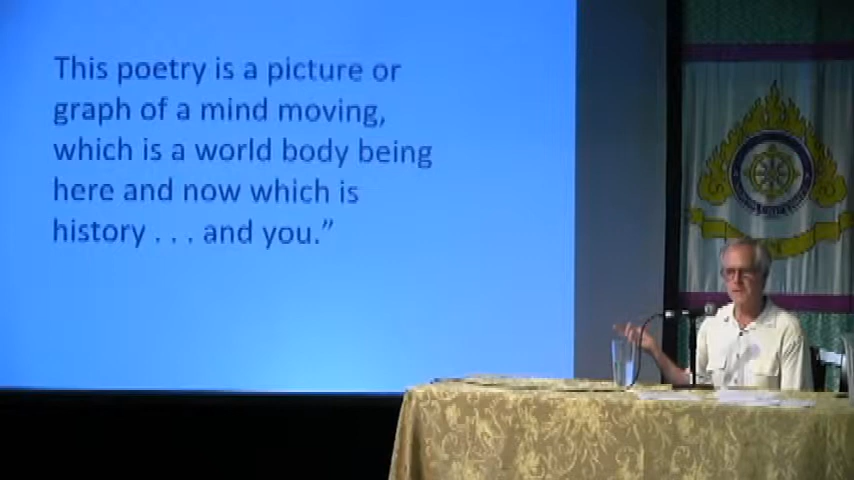 This poetry is a picture or
graph of a mind moving,
which is a world body being
here and now which is
history . . . and you.”